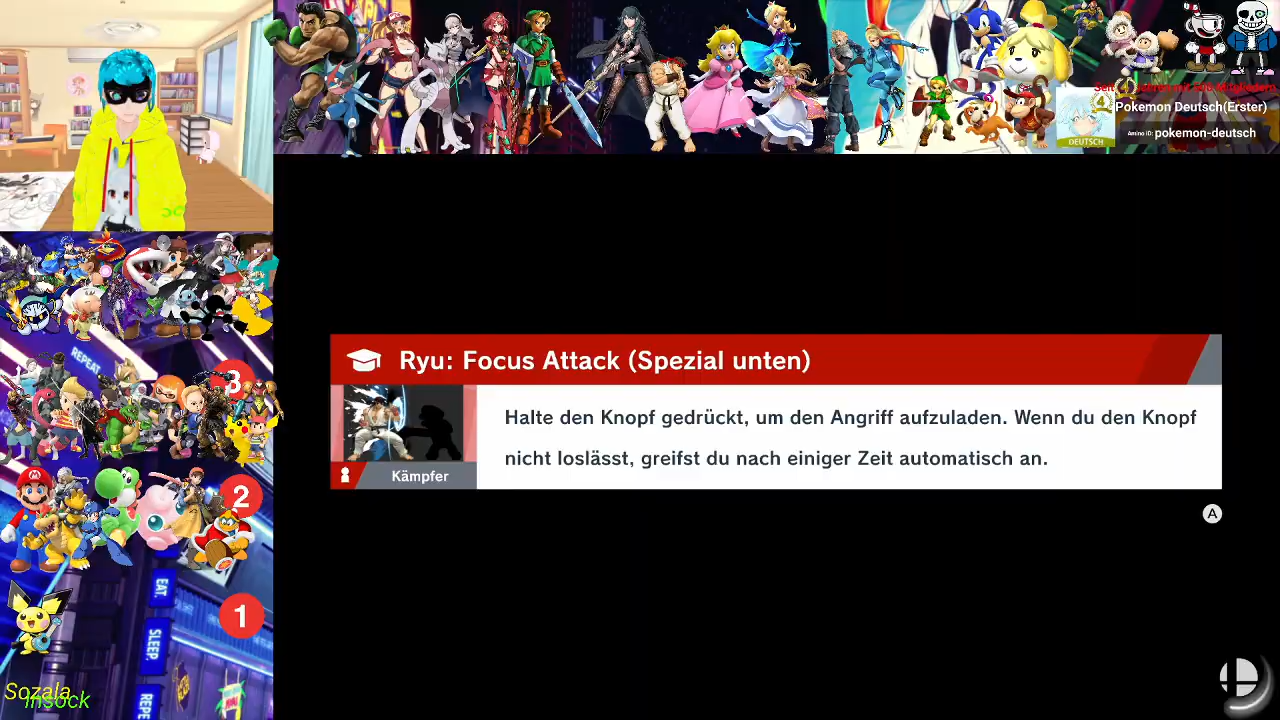 Pokemon Deutsch(Erster)
Amino ID: pokemon-deutsch
DEUTSCH
REPEAT
3
2
1
EAT.
SLEEP.
Sozala
insock
Ryu: Focus Attack (Spezial unten)
Halte den Knopf gedrückt, um den Angriff aufzuladen. Wenn du den Knopf
nicht loslässt, greifst du nach einiger Zeit automatisch an.
Kämpfer
A